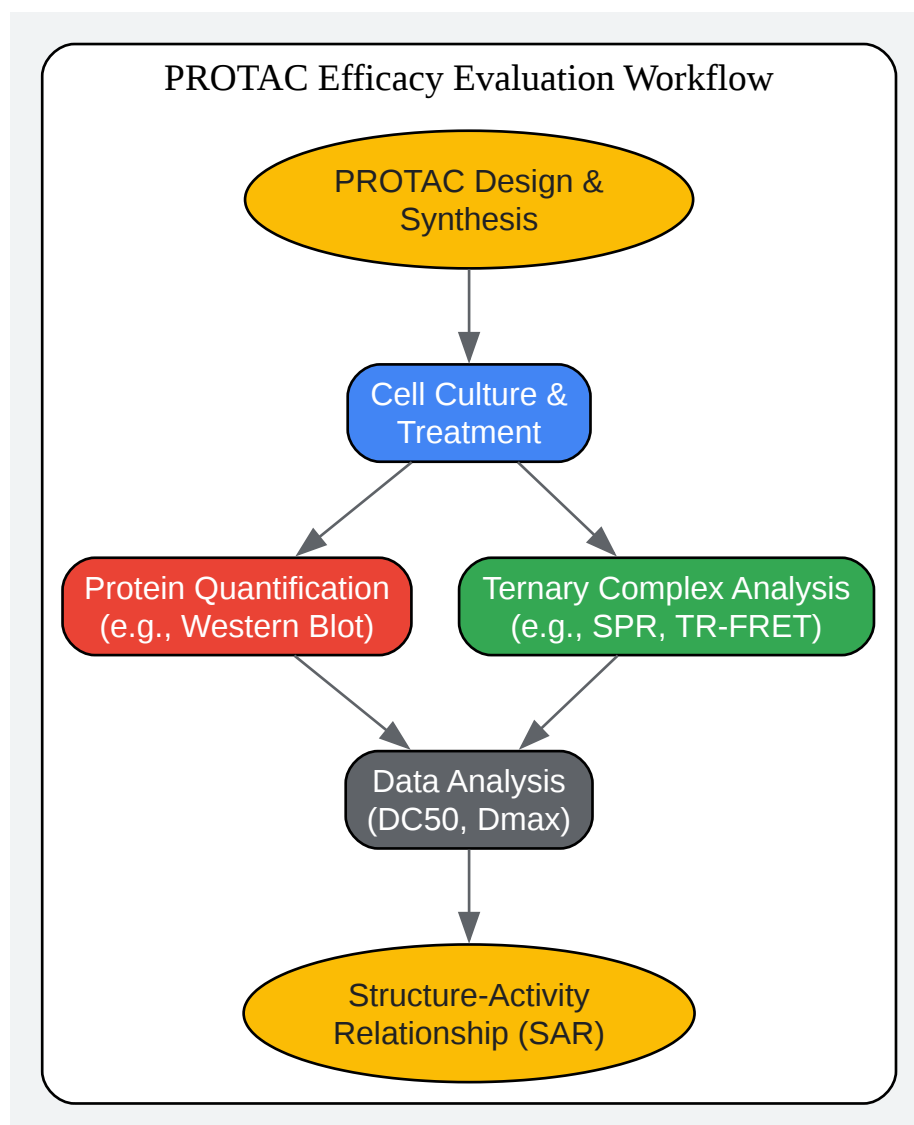 PROTAC Efficacy Evaluation Workflow
PROTAC Design &
Synthesis
Cell Culture &
Treatment
Protein Quantification
(e.g., Western Blot)
Ternary Complex Analysis
(e.g., SPR, TR-FRET)
Data Analysis
(DC50, Dmax)
Structure-Activity
Relationship (SAR)